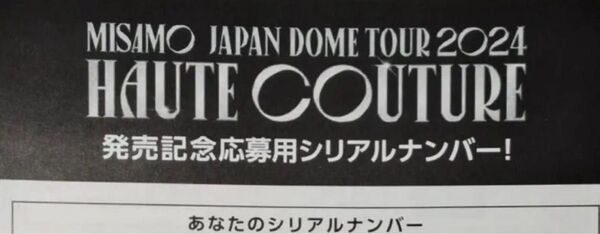 MISAMO JAPAN DOME TOUR 2024
HAUTE COUTURE
発売記念応募用シリアルナンバー!
あなたのシリアルナンバー